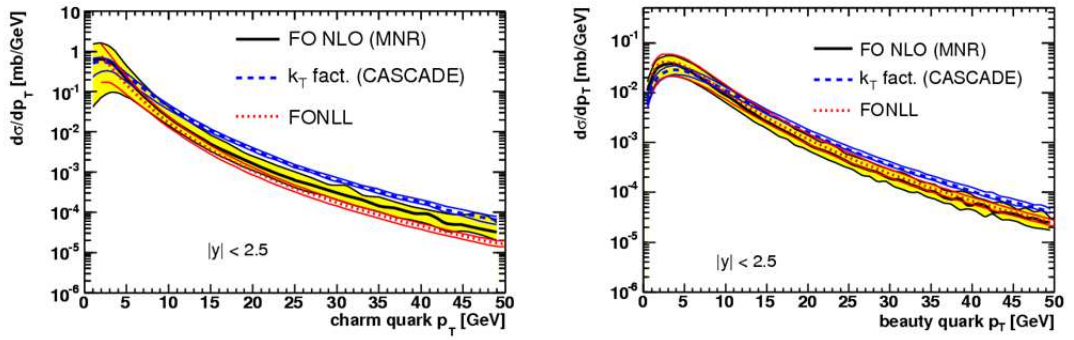 dσ/dp_T [mb/GeV]
10
1
10^-1
10^-2
10^-3
10^-4
10^-5
10^-6
FO NLO (MNR)
k_T fact. (CASCADE)
FONLL
|y| < 2.5
0 5 10 15 20 25 30 35 40 45 50
charm quark p_T [GeV]
dσ/dp_T [mb/GeV]
10^-1
10^-2
10^-3
10^-4
10^-5
10^-6
FO NLO (MNR)
k_T fact. (CASCADE)
FONLL
|y| < 2.5
0 5 10 15 20 25 30 35 40 45 50
beauty quark p_T [GeV]